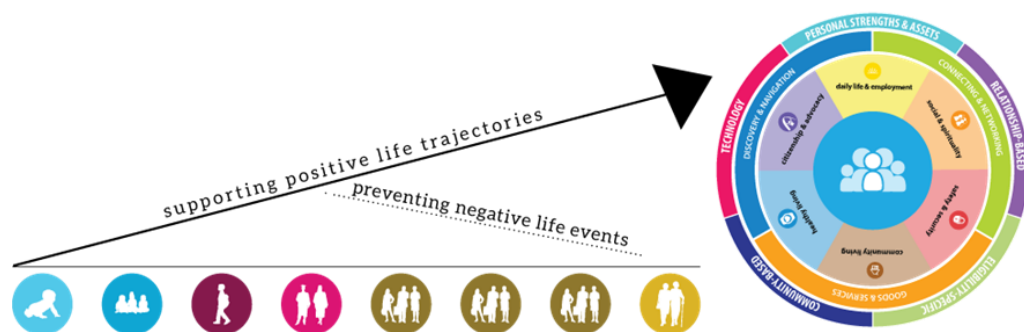 supporting positive life trajectories
preventing negative life events
PERSONAL STRENGTHS & ASSETS
RELATIONSHIP-BASED
ELIGIBILITY-SPECIFIC
COMMUNITY-BASED
TECHNOLOGY
DISCOVERY & NAVIGATION
CONNECTING & NETWORKING
GOODS & SERVICES
daily life & employment
social & spirituality
safety & security
community living
healthy living
citizenship & advocacy